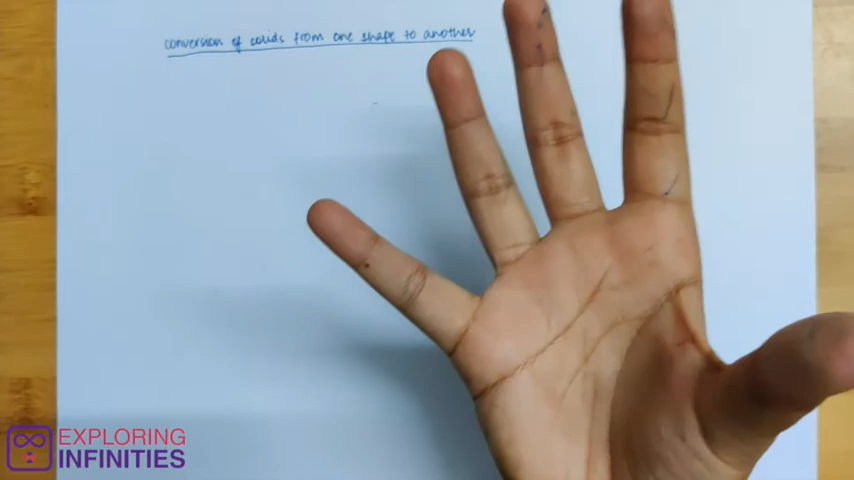 conversion of solids from one shape to another
EXPLORING
INFINITIES